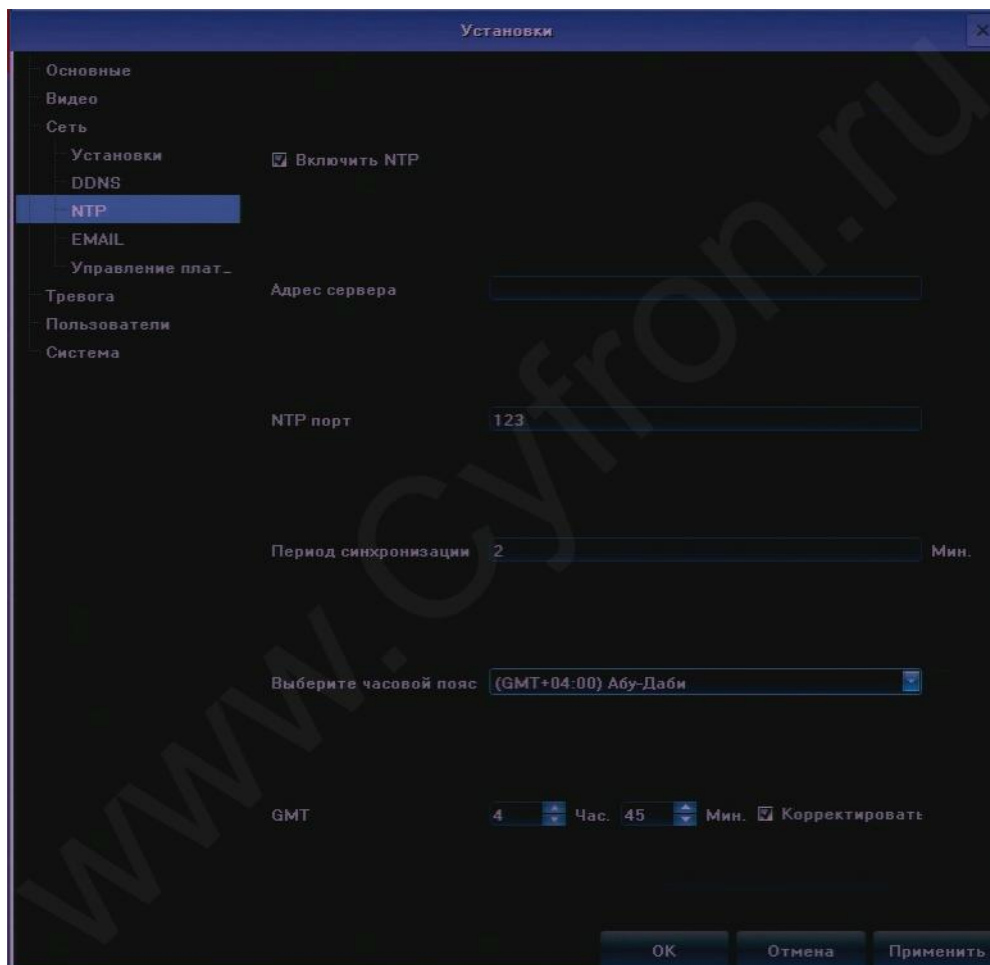 Установки
Основные
Видео
Сеть
Установки
DDNS
NTP
EMAIL
Управление плат_
Тревога
Пользователи
Система
Включить NTP
Адрес сервера
NTP порт 123
Период синхронизации 2 Мин.
Выберите часовой пояс (GMT+04:00) Абу-Даби
GMT 4 Час. 45 Мин. Корректировать
OK Отмена Применить
www.Cyfron.ru